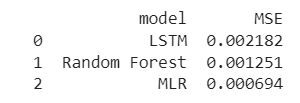 model MSE
0 LSTM 0.002182
1 Random Forest 0.001251
2 MLR 0.000694